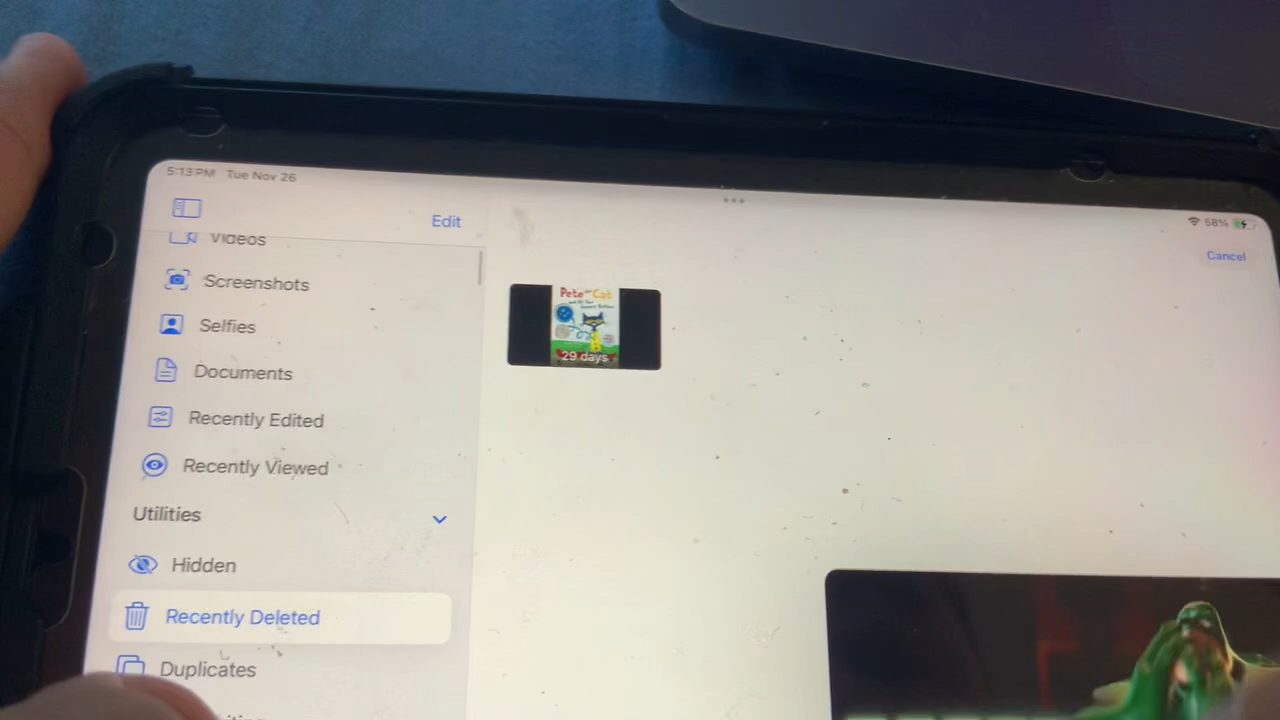 5:13 PM Tue Nov 26
58%
Edit
Cancel
Videos
Screenshots
Selfies
Documents
Recently Edited
Recently Viewed
Utilities
Hidden
Recently Deleted
Duplicates
Pete the Cat
29 days